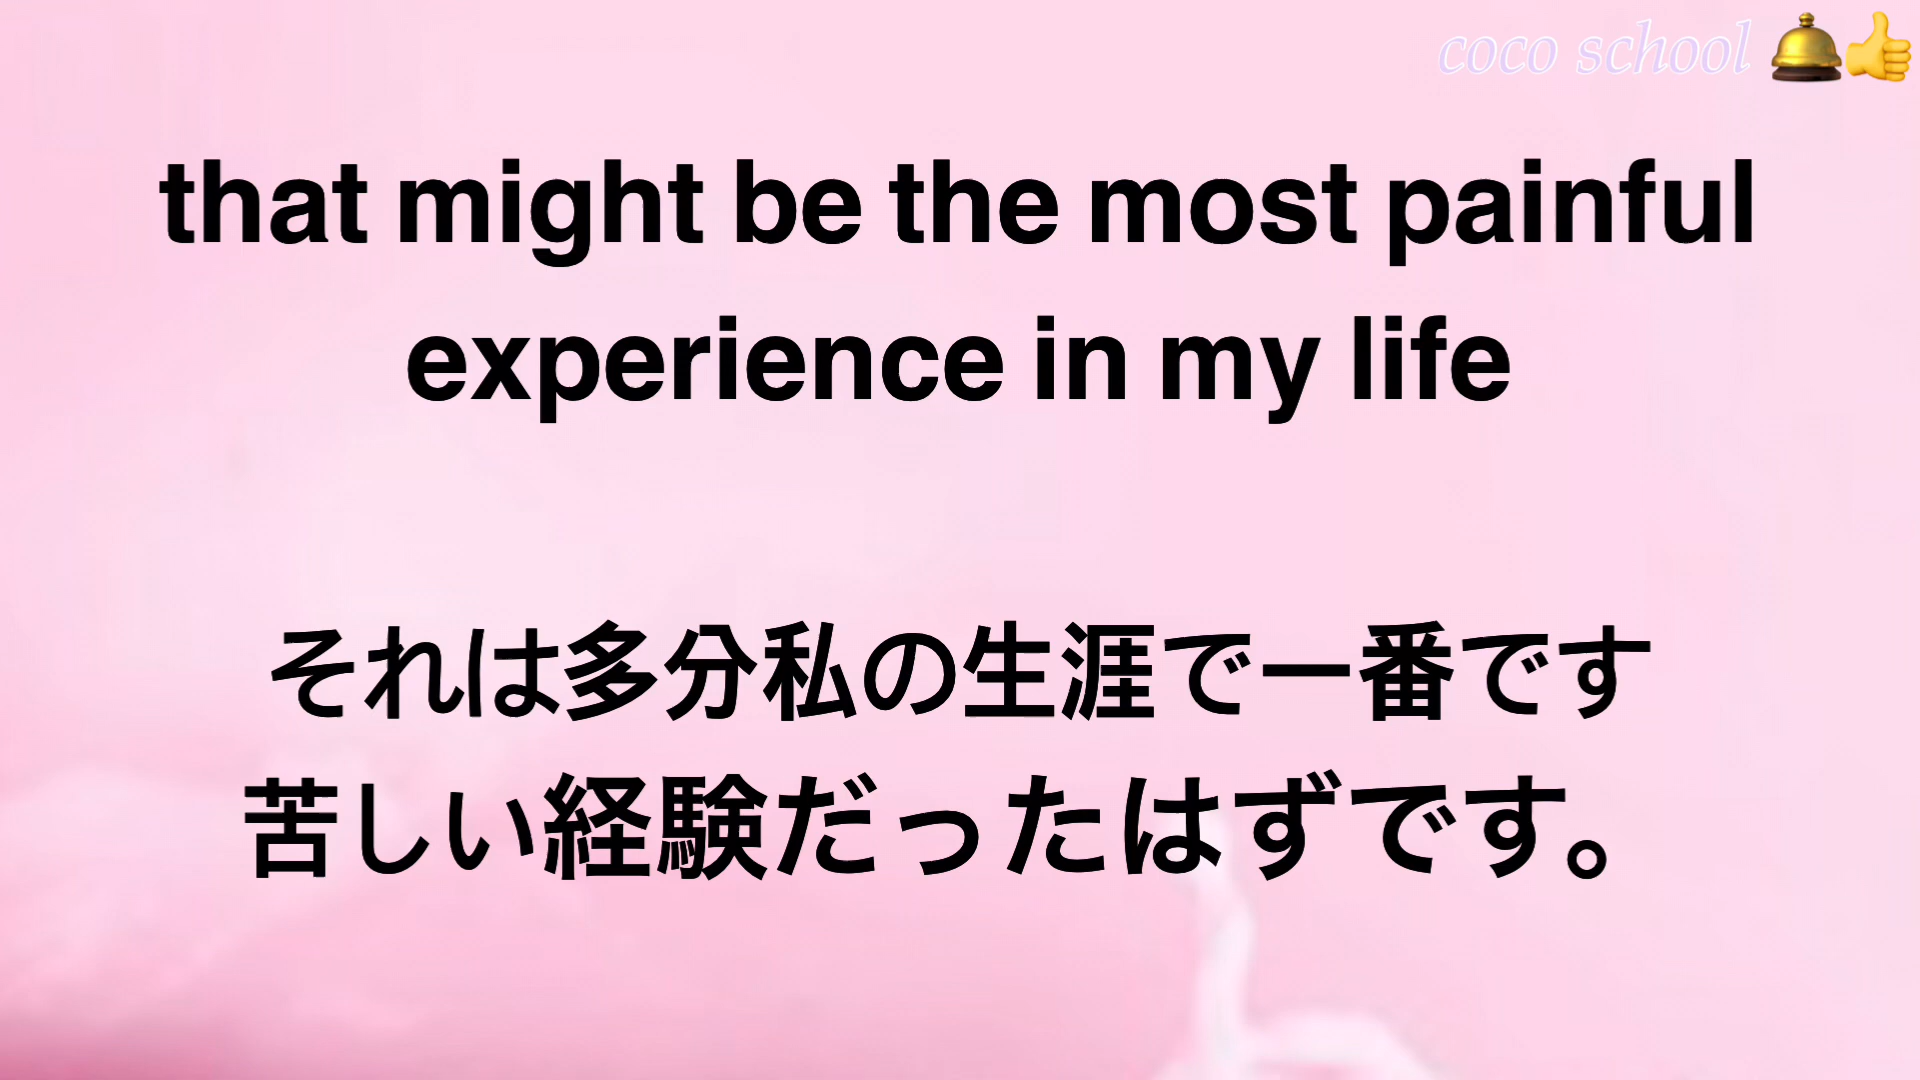 coco school 🛎️👍
that might be the most painful
experience in my life
それは多分私の生涯で一番です
苦しい経験だったはずです。